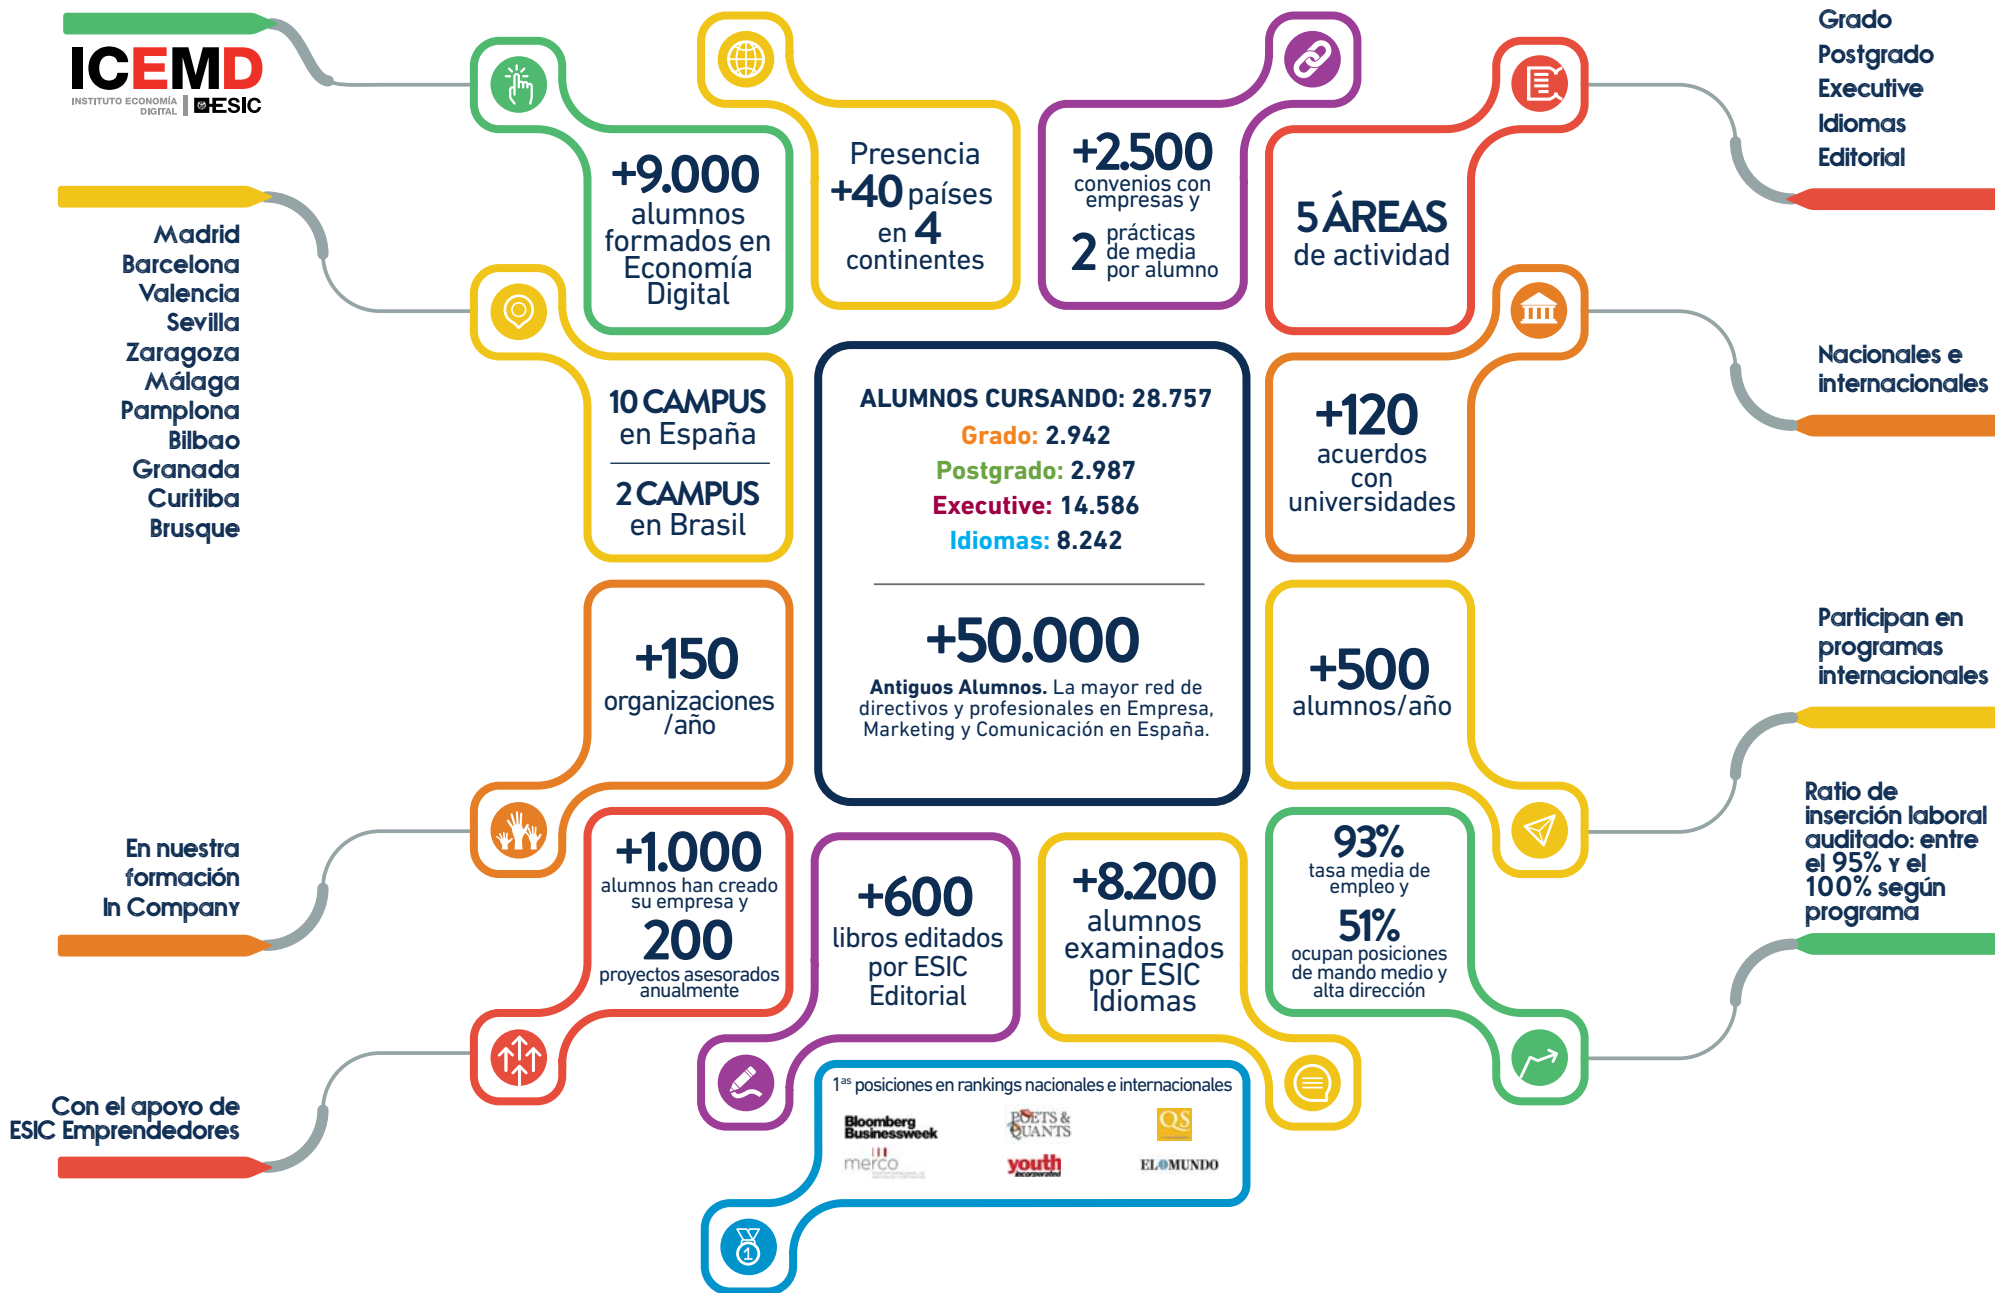 ICEMD
INSTITUTO ECONOMÍA
DIGITAL
ESIC
+9.000
alumnos
formados en
Economía
Digital
Presencia
+40 países
en 4
continentes
+2.500
convenios con
empresas y
2 prácticas
de media
por alumno
5 ÁREAS
de actividad
Grado
Postgrado
Executive
Idiomas
Editorial
Madrid
Barcelona
Valencia
Sevilla
Zaragoza
Málaga
Pamplona
Bilbao
Granada
Curitiba
Brusque
10 CAMPUS
en España
2 CAMPUS
en Brasil
ALUMNOS CURSANDO: 28.757
Grado: 2.942
Postgrado: 2.987
Executive: 14.586
Idiomas: 8.242
+50.000
Antiguos Alumnos. La mayor red de
directivos y profesionales en Empresa,
Marketing y Comunicación en España.
+120
acuerdos
con
universidades
Nacionales e
internacionales
+150
organizaciones
/año
En nuestra
formación
In Company
+500
alumnos/año
Participan en
programas
internacionales
+1.000
alumnos han creado
su empresa y
200
proyectos asesorados
anualmente
Con el apoyo de
ESIC Emprendedores
+600
libros editados
por ESIC
Editorial
+8.200
alumnos
examinados
por ESIC
Idiomas
93%
tasa media de
empleo y
51%
ocupan posiciones
de mando medio y
alta dirección
Ratio de
inserción laboral
auditado: entre
el 95% y el
100% según
programa
1as posiciones en rankings nacionales e internacionales
Bloomberg
Businessweek
POETS &
QUANTS
QS
merco
youth
incorporated
EL MUNDO
1